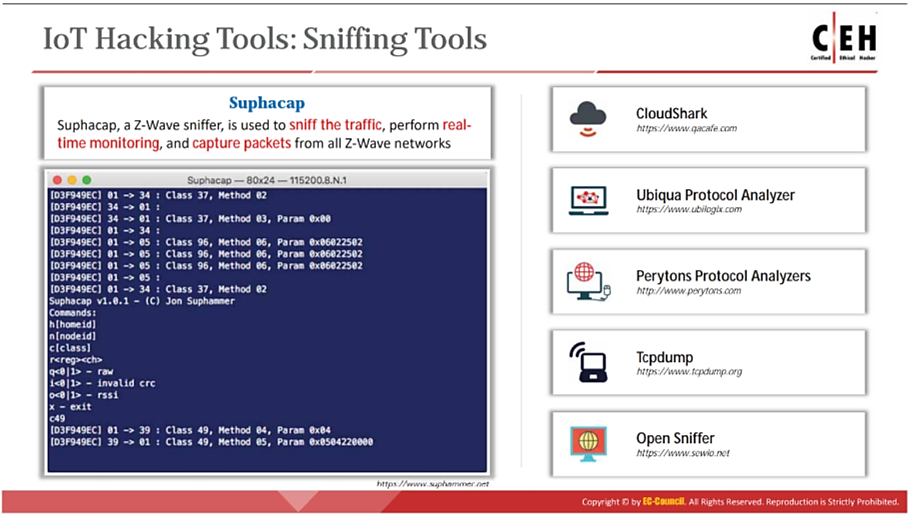 IoT Hacking Tools: Sniffing Tools
C|EH
Certified Ethical Hacker
Suphacap
Suphacap, a Z-Wave sniffer, is used to sniff the traffic, perform real-
time monitoring, and capture packets from all Z-Wave networks
Suphacap — 80x24 — 115200.8.N.1
[D3F949EC] 01 -> 34 : Class 37, Method 02
[D3F949EC] 34 -> 01 :
[D3F949EC] 34 -> 01 : Class 37, Method 03, Param 0x00
[D3F949EC] 01 -> 34 :
[D3F949EC] 01 -> 05 : Class 96, Method 06, Param 0x06022502
[D3F949EC] 01 -> 05 : Class 96, Method 06, Param 0x06022502
[D3F949EC] 01 -> 05 : Class 96, Method 06, Param 0x06022502
[D3F949EC] 01 -> 05 :
[D3F949EC] 01 -> 34 : Class 37, Method 02
Suphacap v1.0.1 - (C) Jon Suphammer
Commands:
h[homeid]
n[nodeid]
c[class]
r<reg><ch>
q<0|1> - raw
i<0|1> - invalid crc
o<0|1> - rssi
x - exit
c49
[D3F949EC] 01 -> 39 : Class 49, Method 04, Param 0x04
[D3F949EC] 39 -> 01 : Class 49, Method 05, Param 0x0504220000
https://www.suphammer.net
CloudShark
https://www.qacafe.com
Ubiqua Protocol Analyzer
https://www.ubilogix.com
Perytons Protocol Analyzers
http://www.perytons.com
Tcpdump
https://www.tcpdump.org
Open Sniffer
https://www.sewio.net
Copyright © by EC-Council. All Rights Reserved. Reproduction is Strictly Prohibited.